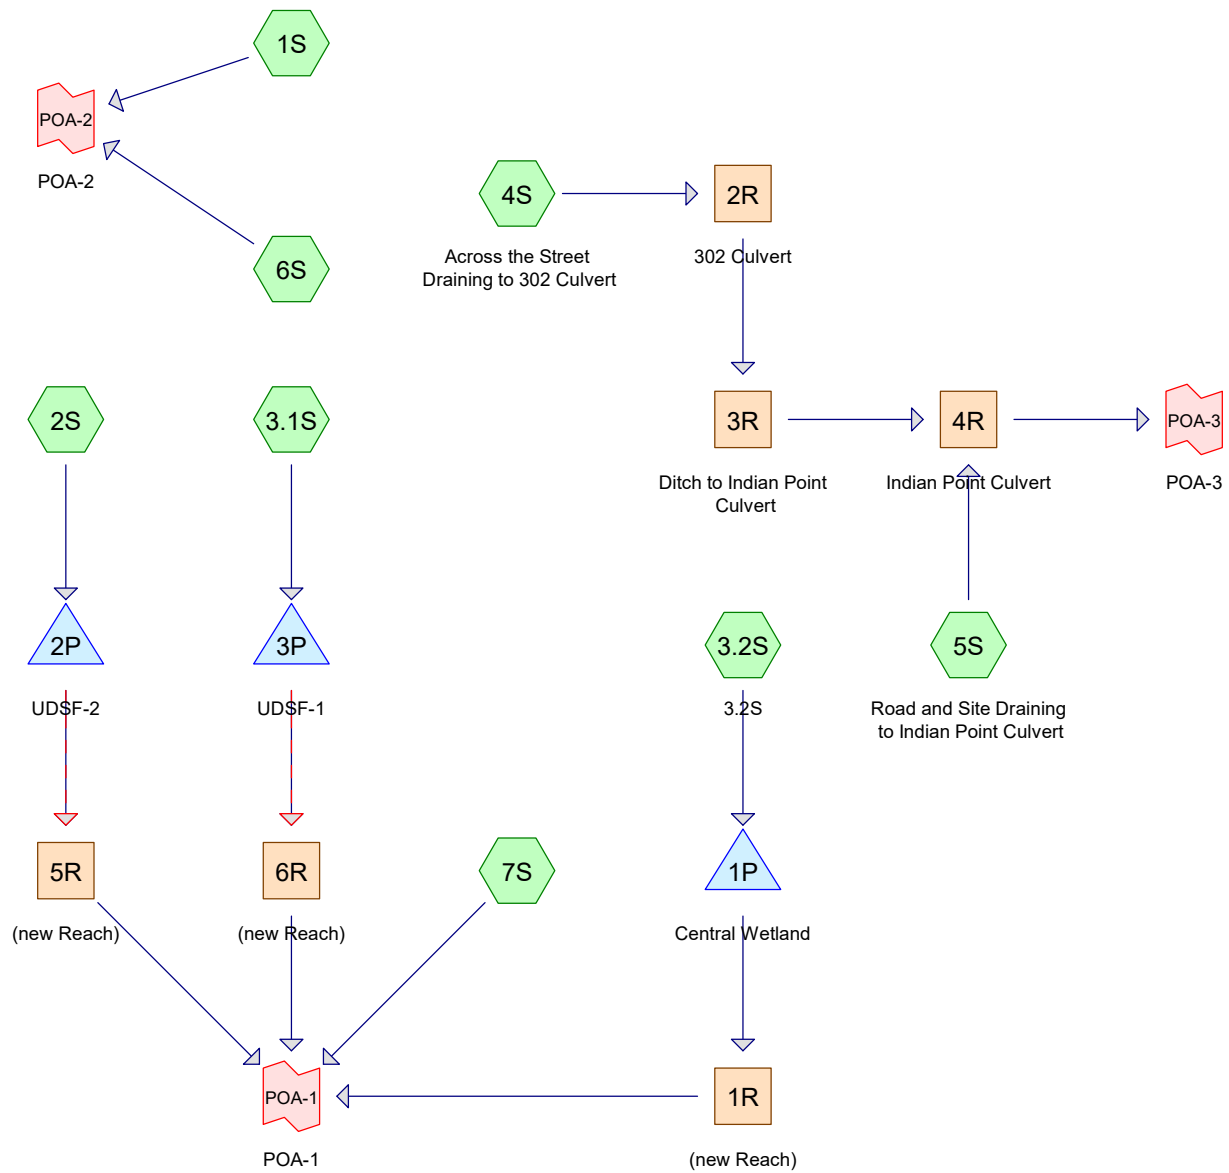 1S
POA-2
POA-2
6S
4S
Across the Street
Draining to 302 Culvert
2R
302 Culvert
2S
3.1S
3R
Ditch to Indian Point
Culvert
4R
Indian Point Culvert
POA-3
POA-3
2P
UDSF-2
3P
UDSF-1
3.2S
3.2S
5S
Road and Site Draining
to Indian Point Culvert
5R
(new Reach)
6R
(new Reach)
7S
1P
Central Wetland
POA-1
POA-1
1R
(new Reach)